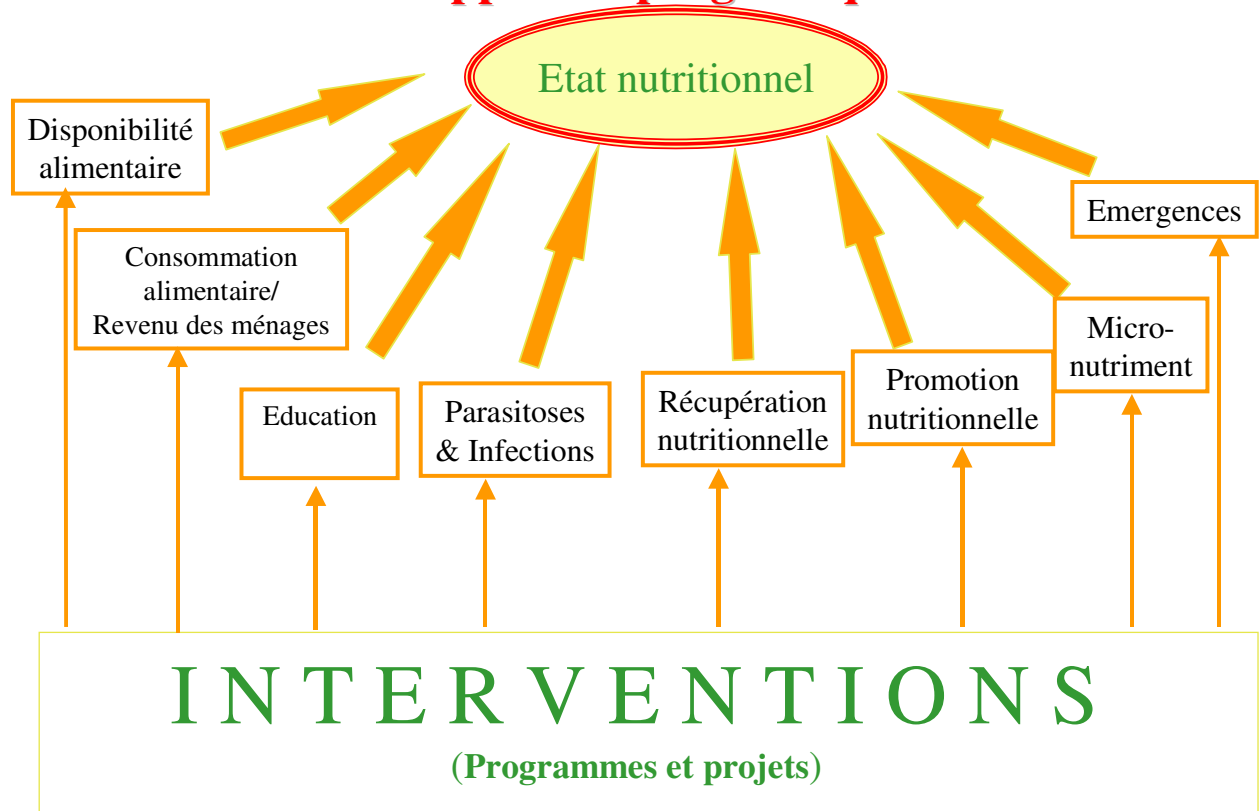 Etat nutritionnel
Disponibilité
alimentaire
Consommation
alimentaire/
Revenu des ménages
Education
Parasitoses
& Infections
Récupération
nutritionnelle
Promotion
nutritionnelle
Micro-
nutriment
Emergences
INTERVENTIONS
(Programmes et projets)